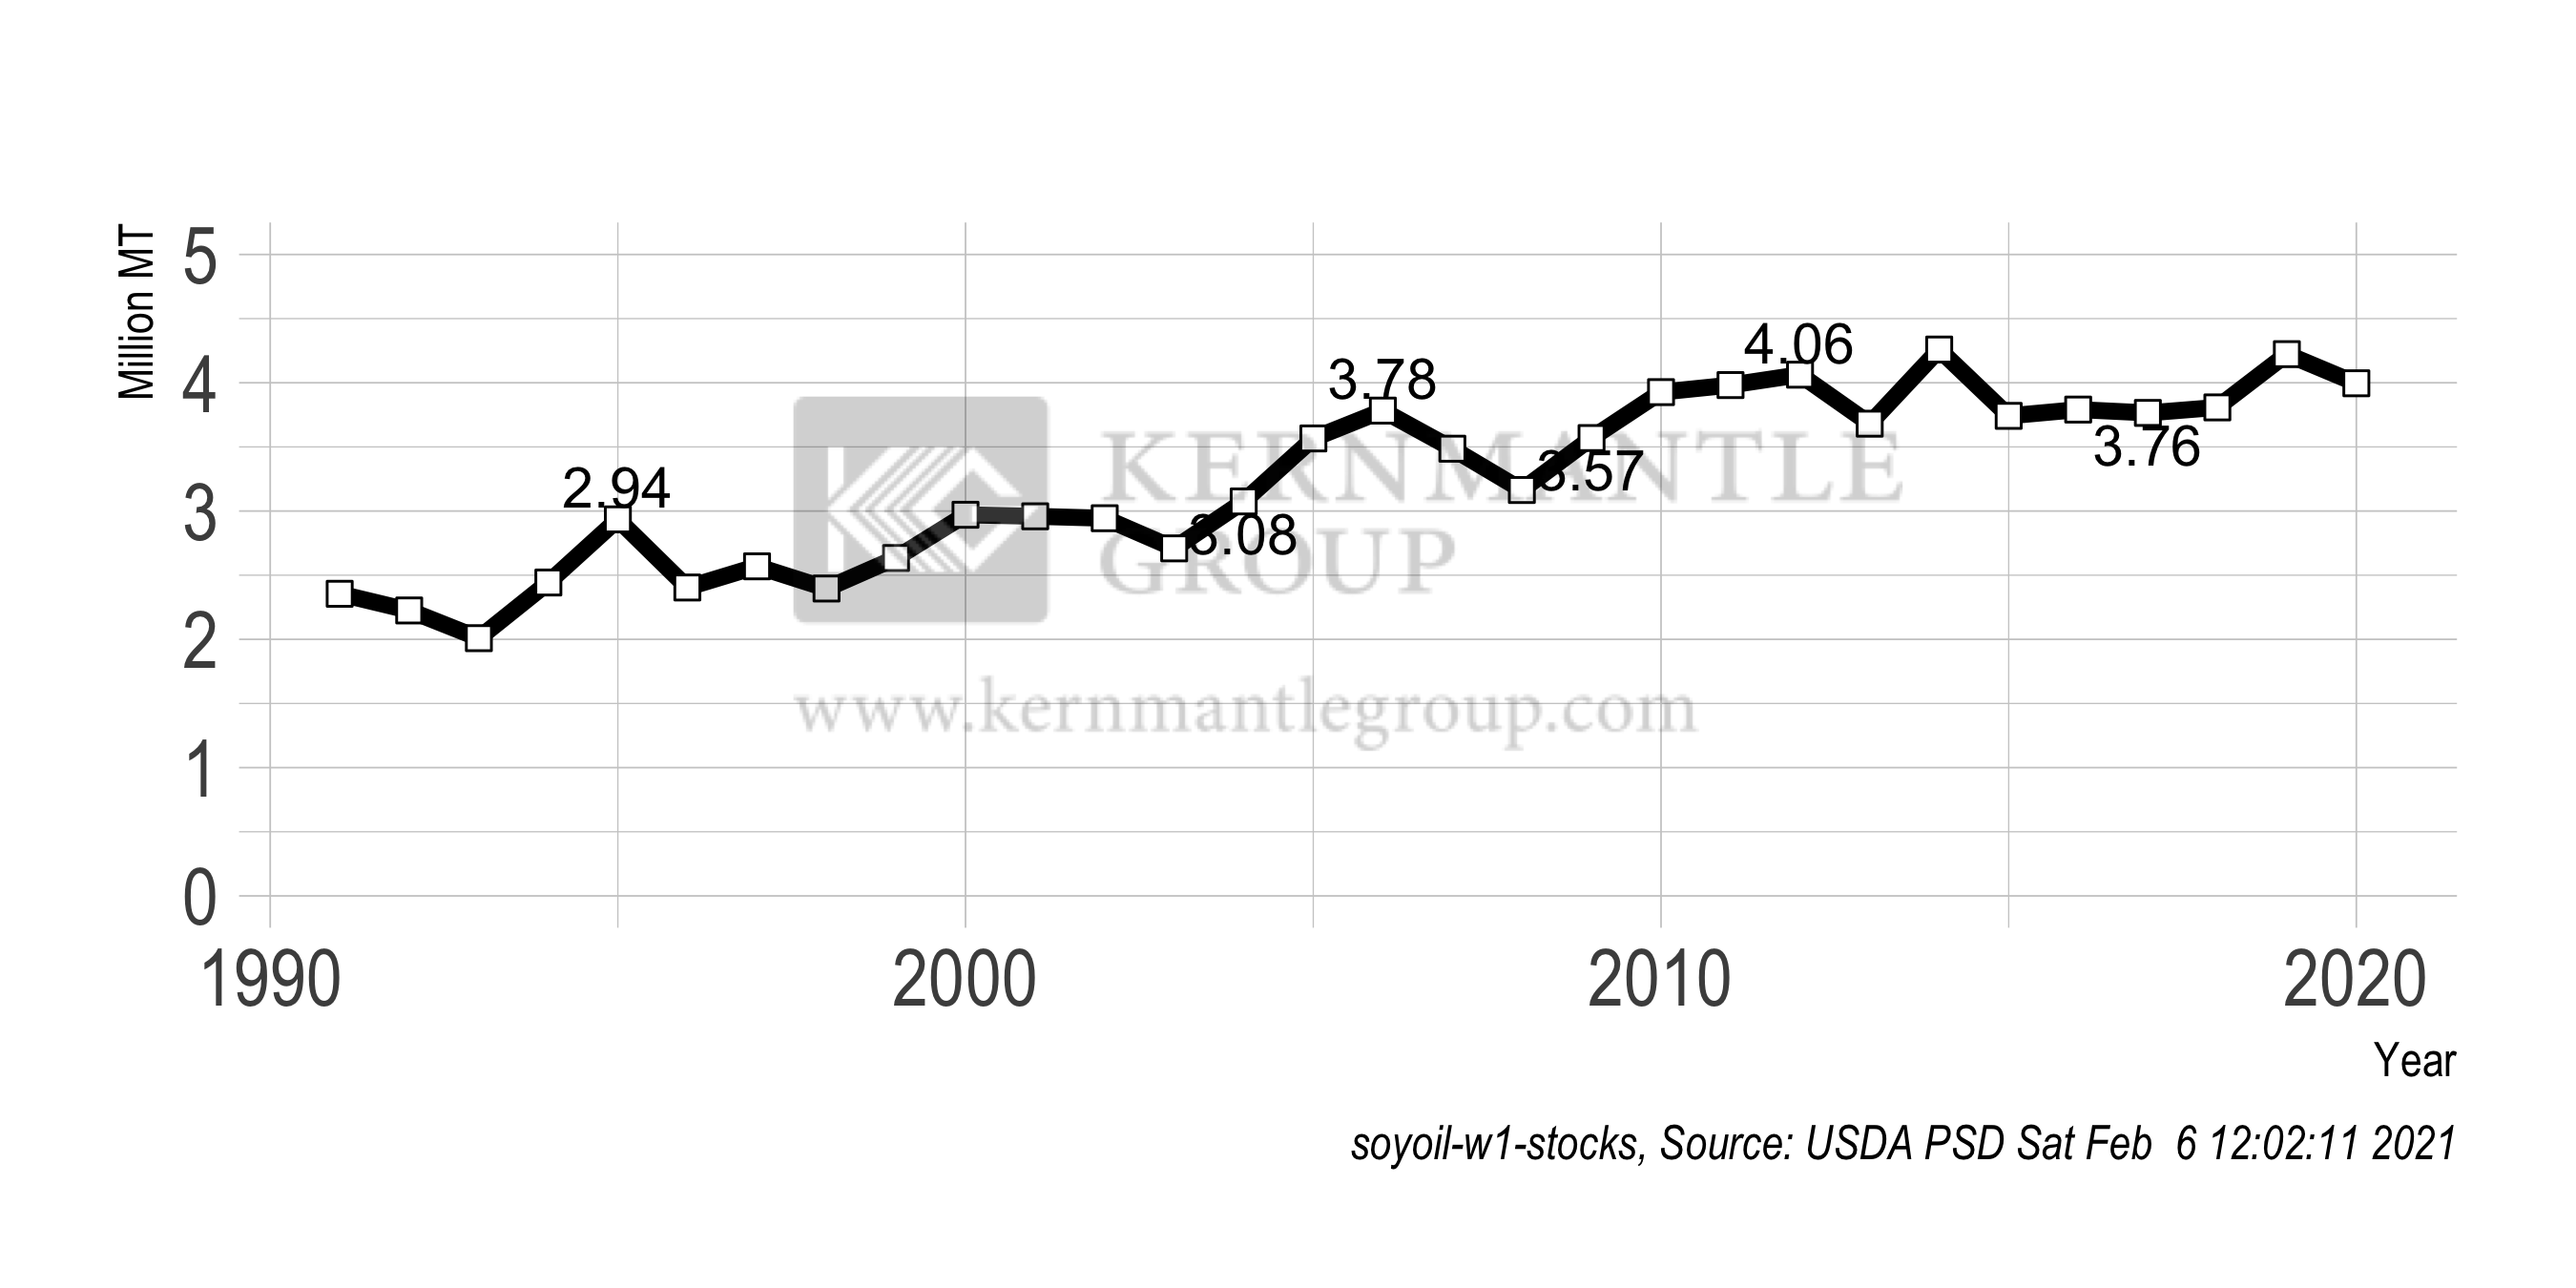 Million MT
5
4
3
2
1
0
4.06
3.78
2.94
3.57
3.76
3.08
KERNMANTLE
GROUP
www.kernmantlegroup.com
1990 2000 2010 2020
Year
soyoil-w1-stocks, Source: USDA PSD Sat Feb  6 12:02:11 2021